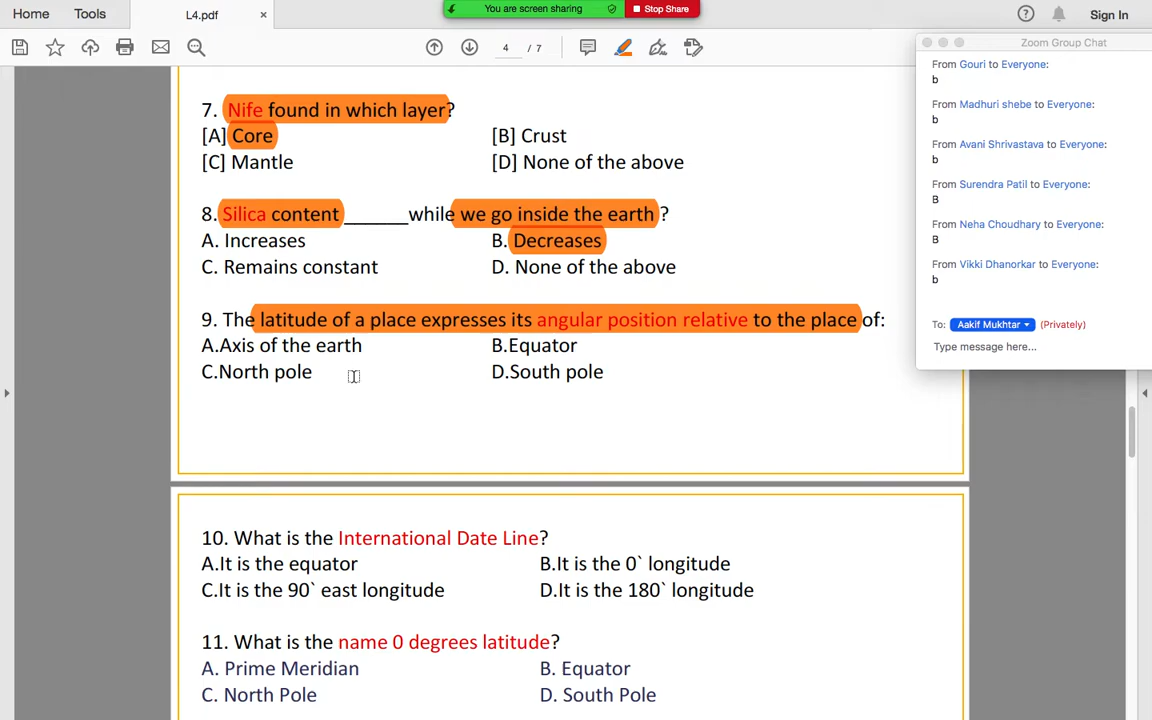 Home Tools L4.pdf × You are screen sharing Stop Share Sign In
4 / 7
7. Nife found in which layer?
[A] Core [B] Crust
[C] Mantle [D] None of the above
8. Silica content ______while we go inside the earth ?
A. Increases B. Decreases
C. Remains constant D. None of the above
9. The latitude of a place expresses its angular position relative to the place of:
A.Axis of the earth B.Equator
C.North pole D.South pole
10. What is the International Date Line?
A.It is the equator B.It is the 0` longitude
C.It is the 90` east longitude D.It is the 180` longitude
11. What is the name 0 degrees latitude?
A. Prime Meridian B. Equator
C. North Pole D. South Pole
Zoom Group Chat
From Gouri to Everyone:
b
From Madhuri shebe to Everyone:
b
From Avani Shrivastava to Everyone:
b
From Surendra Patil to Everyone:
B
From Neha Choudhary to Everyone:
B
From Vikki Dhanorkar to Everyone:
b
To: Aakif Mukhtar (Privately)
Type message here...